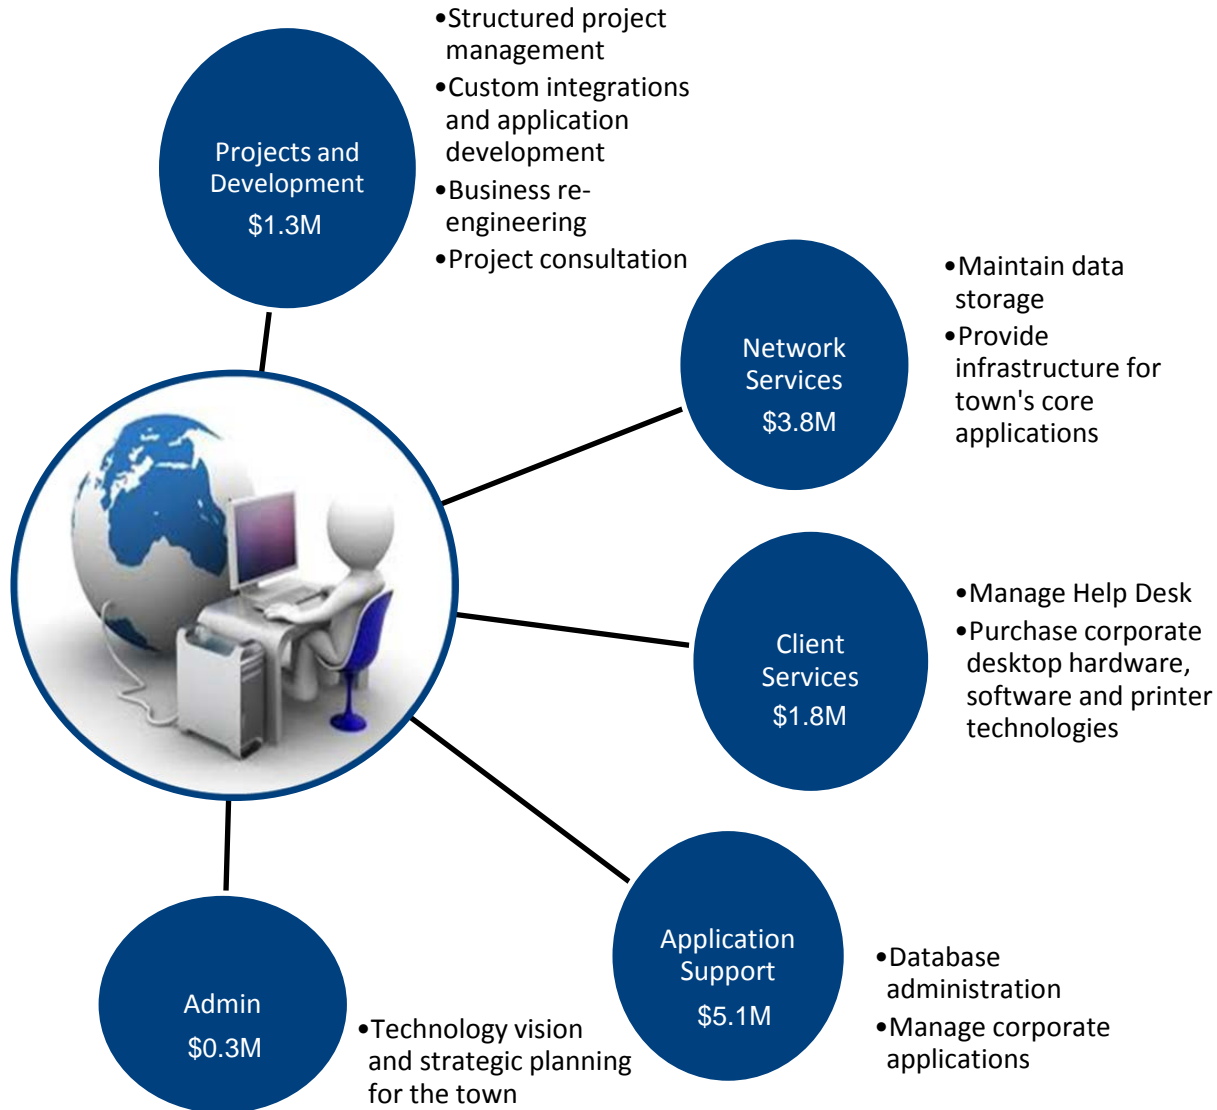 •Structured project
management
•Custom integrations
and application
development
•Business re-
engineering
•Project consultation
Projects and
Development
$1.3M
Network
Services
$3.8M
•Maintain data
storage
•Provide
infrastructure for
town's core
applications
Client
Services
$1.8M
•Manage Help Desk
•Purchase corporate
desktop hardware,
software and printer
technologies
Application
Support
$5.1M
•Database
administration
•Manage corporate
applications
Admin
$0.3M
•Technology vision
and strategic planning
for the town